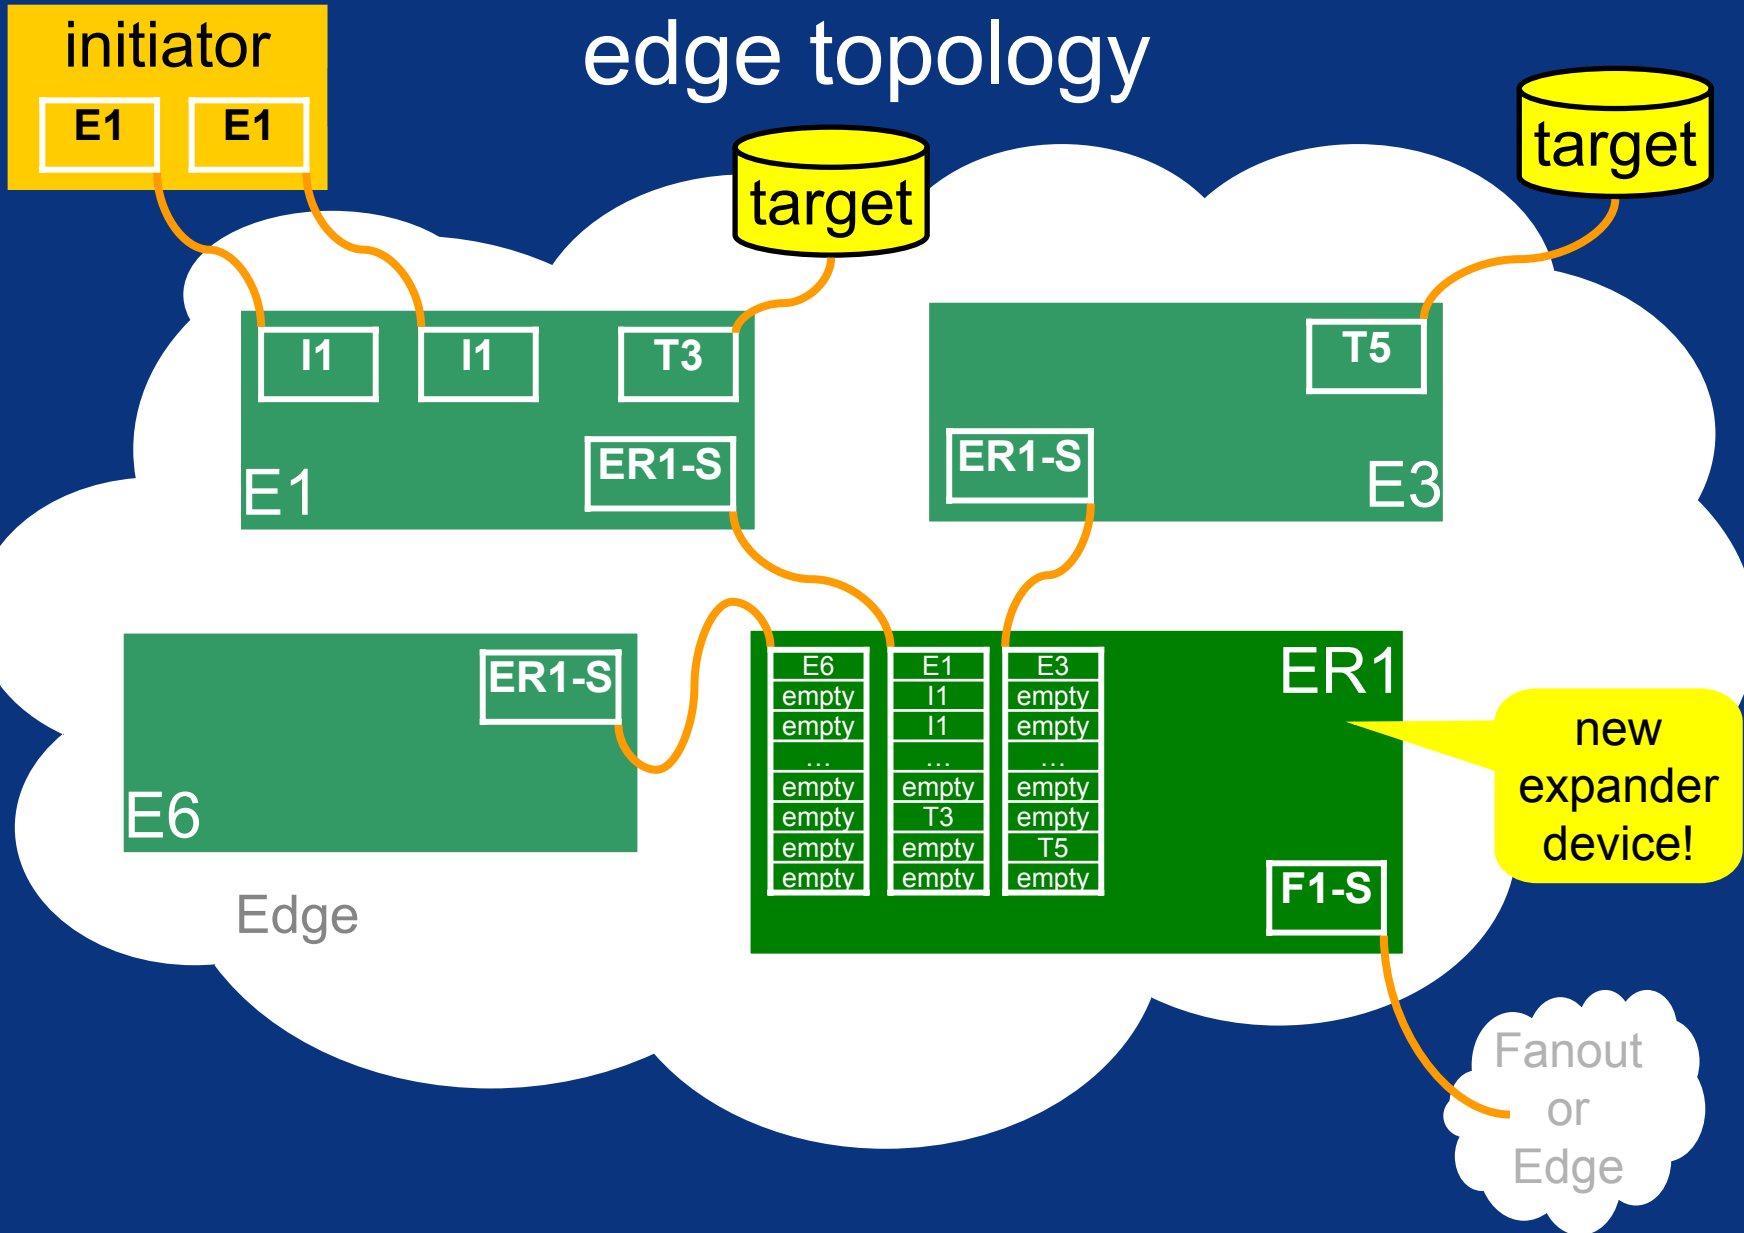 initiator
edge topology
E1 E1
target
target
I1 I1 T3
T5
ER1-S
ER1-S
E1
E3
ER1-S
E6
Edge
ER1
E6 E1 E3
empty I1 empty
empty I1 empty
... ... ...
empty empty empty
empty T3 empty
empty empty T5
empty empty empty
F1-S
new
expander
device!
Fanout
or
Edge